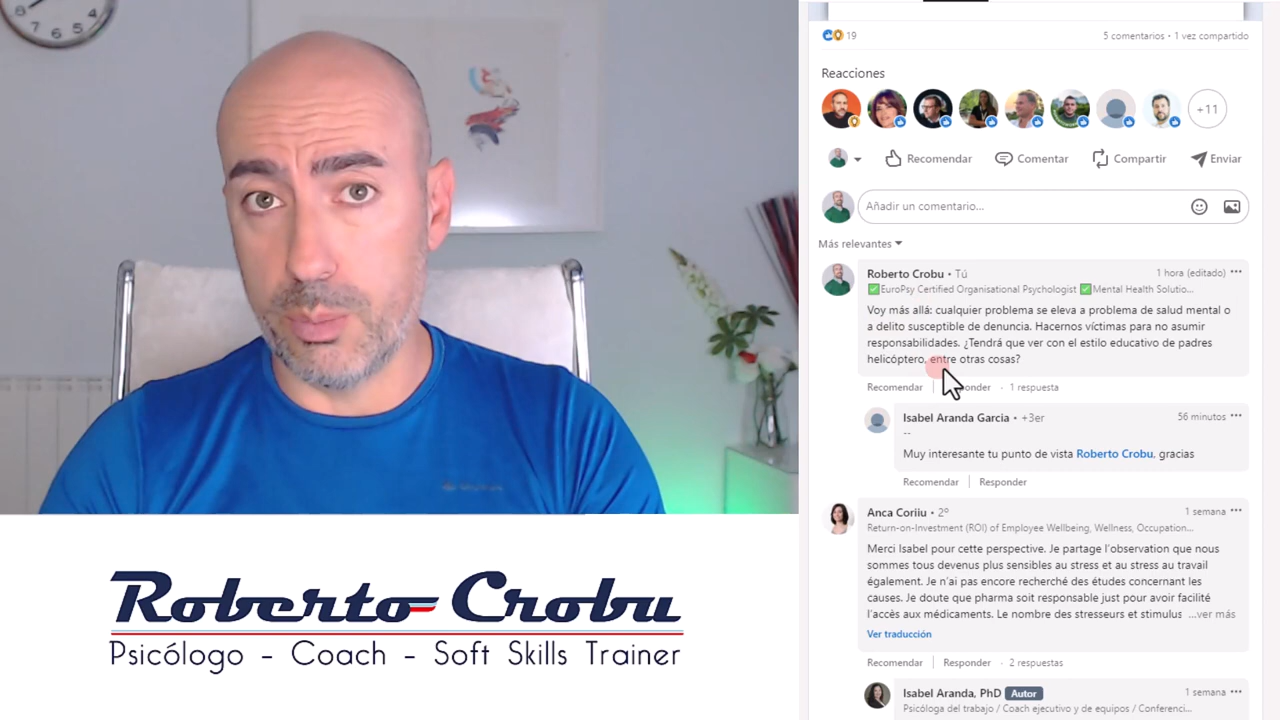 8
7
6
5
4
Roberto Crobu
Psicólogo - Coach - Soft Skills Trainer
19
5 comentarios • 1 vez compartido
Reacciones
+11
Recomendar
Comentar
Compartir
Enviar
Añadir un comentario...
Más relevantes
Roberto Crobu • Tú
1 hora (editado)
✅EuroPsy Certified Organisational Psychologist ✅Mental Health Solutio...
Voy más allá: cualquier problema se eleva a problema de salud mental o
a delito susceptible de denuncia. Hacernos víctimas para no asumir
responsabilidades. ¿Tendrá que ver con el estilo educativo de padres
helicóptero, entre otras cosas?
Recomendar
1 respuesta
Isabel Aranda Garcia • +3er
56 minutos
--
Muy interesante tu punto de vista Roberto Crobu, gracias
Recomendar
Responder
Anca Coriiu • 2º
1 semana
Return-on-Investment (ROI) of Employee Wellbeing, Wellness, Occupation...
Merci Isabel pour cette perspective. Je partage l'observation que nous
sommes tous devenus plus sensibles au stress et au stress au travail
également. Je n'ai pas encore recherché des études concernant les
causes. Je doute que pharma soit responsable just pour avoir facilité
l'accès aux médicaments. Le nombre des stresseurs et stimulus ...ver más
Ver traducción
Recomendar
Responder
2 respuestas
Isabel Aranda, PhD Autor
1 semana
Psicóloga del trabajo / Coach ejecutivo y de equipos / Conferenci...